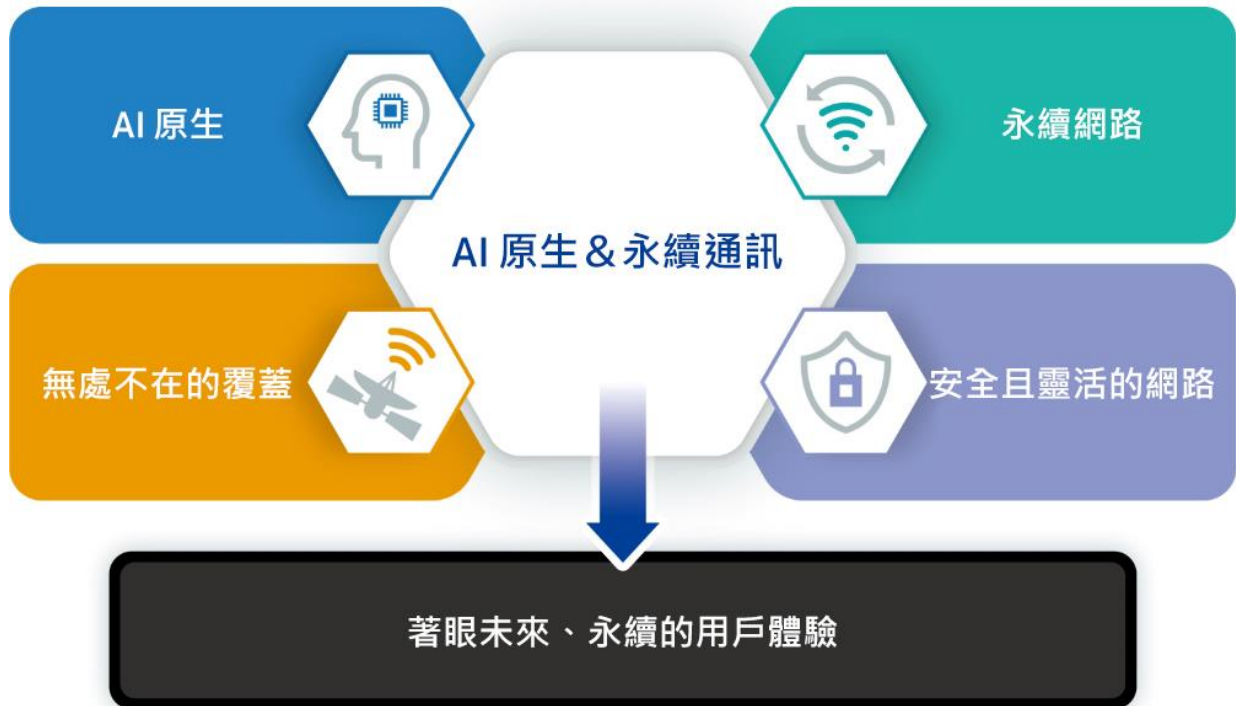 AI 原生
永續網路
AI 原生＆永續通訊
無處不在的覆蓋
安全且靈活的網路
著眼未來、永續的用戶體驗